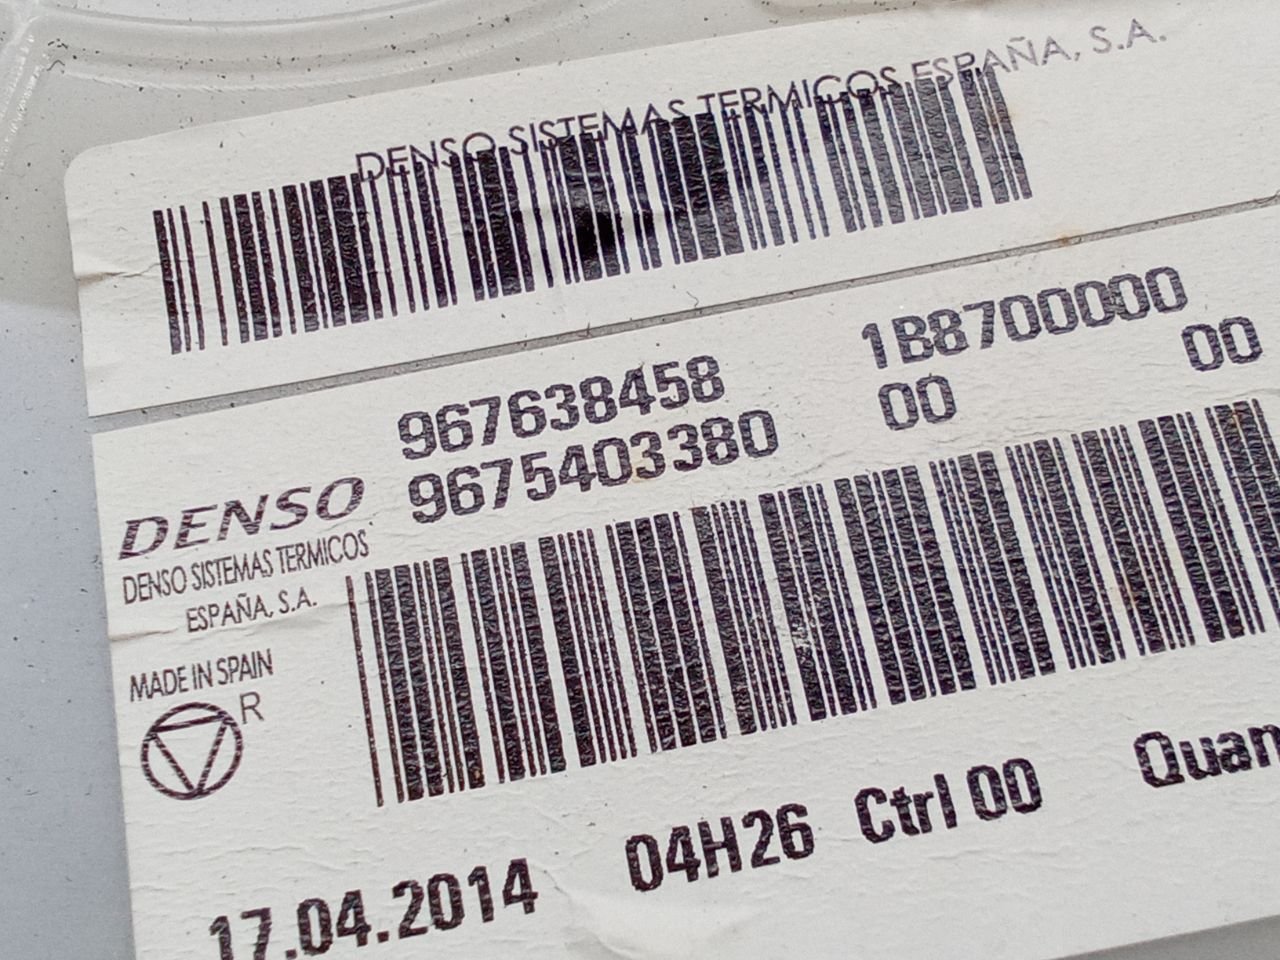 DENSO SISTEMAS TERMICOS ESPAÑA, S.A.
967638458 1B8700000
9675403380 00 00
DENSO
DENSO SISTEMAS TERMICOS
ESPAÑA, S.A.
MADE IN SPAIN
R
17.04.2014 04H26 Ctrl 00 Quan